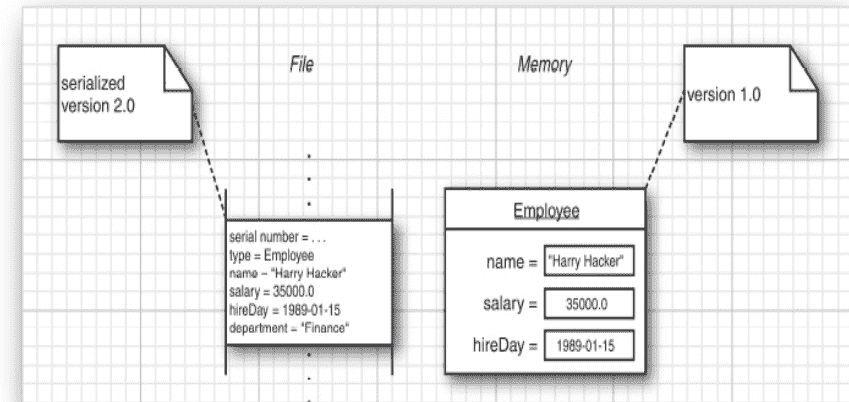 File
Memory
serialized
version 2.0
version 1.0
serial number = . . .
type = Employee
name – "Harry Hacker"
salary = 35000.0
hireDay = 1989-01-15
department = "Finance"
Employee
name = "Harry Hacker"
salary = 35000.0
hireDay = 1989-01-15